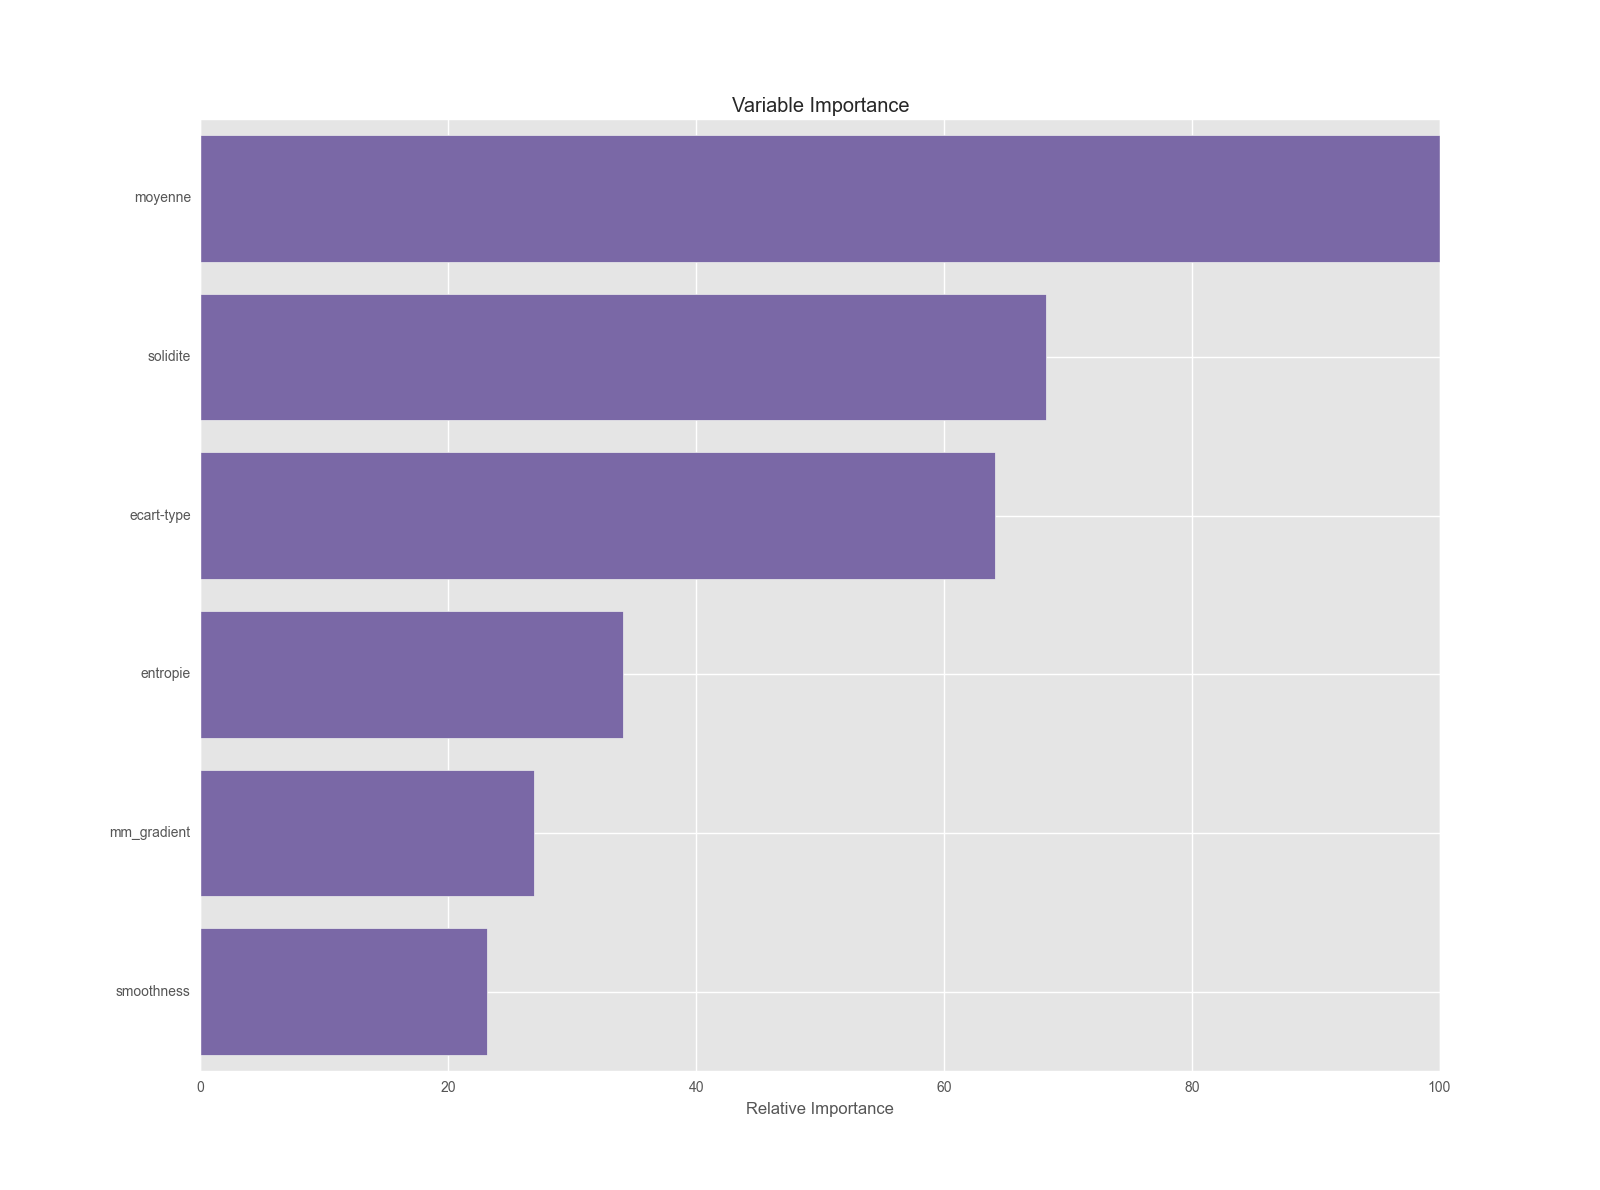 Variable Importance
moyenne
solidite
ecart-type
entropie
mm_gradient
smoothness
0 20 40 60 80 100
Relative Importance